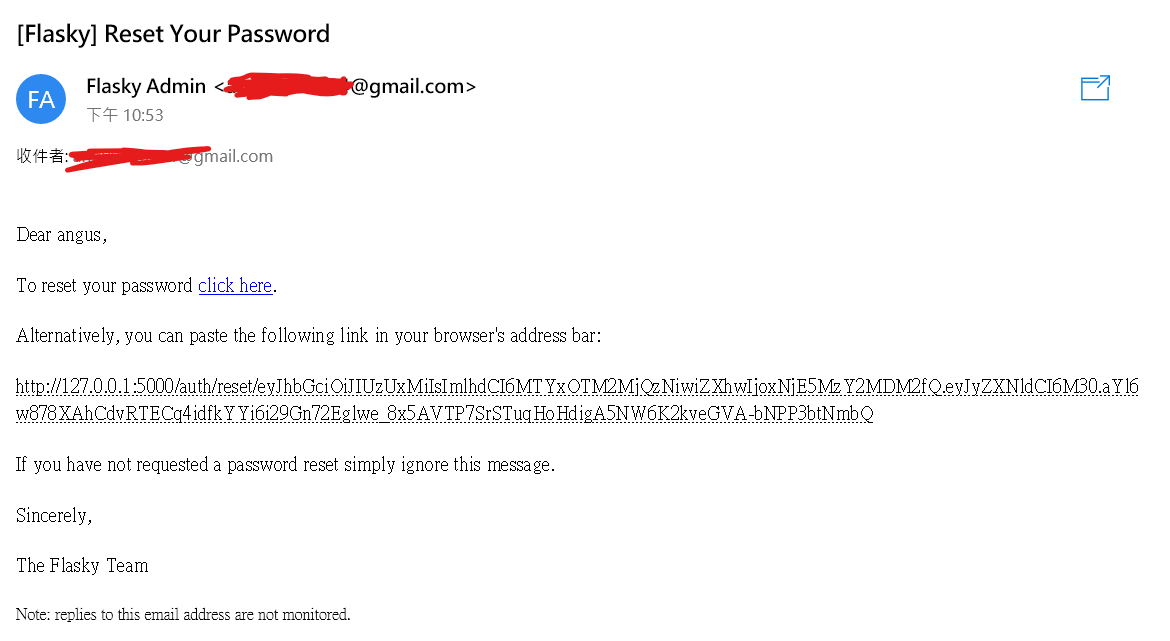 [Flasky] Reset Your Password
FA
Flasky Admin <@gmail.com>
下午 10:53
收件者: @gmail.com
Dear angus,
To reset your password click here.
Alternatively, you can paste the following link in your browser's address bar:
http://127.0.0.1:5000/auth/reset/eyJhbGciOiJIUzUxMiIsImlhdCI6MTYxOTM2MjQzNiwiZXhwIjoxNjE5MzY2MDM2fQ.eyJyZXNldCI6M30.aYl6
w878XAhCdvRTECq4idfkYYi6i29Gn72Eglwe_8x5AVTP7SrSTuqHoHdigA5NW6K2kveGVA-bNPP3btNmbQ
If you have not requested a password reset simply ignore this message.
Sincerely,
The Flasky Team
Note: replies to this email address are not monitored.